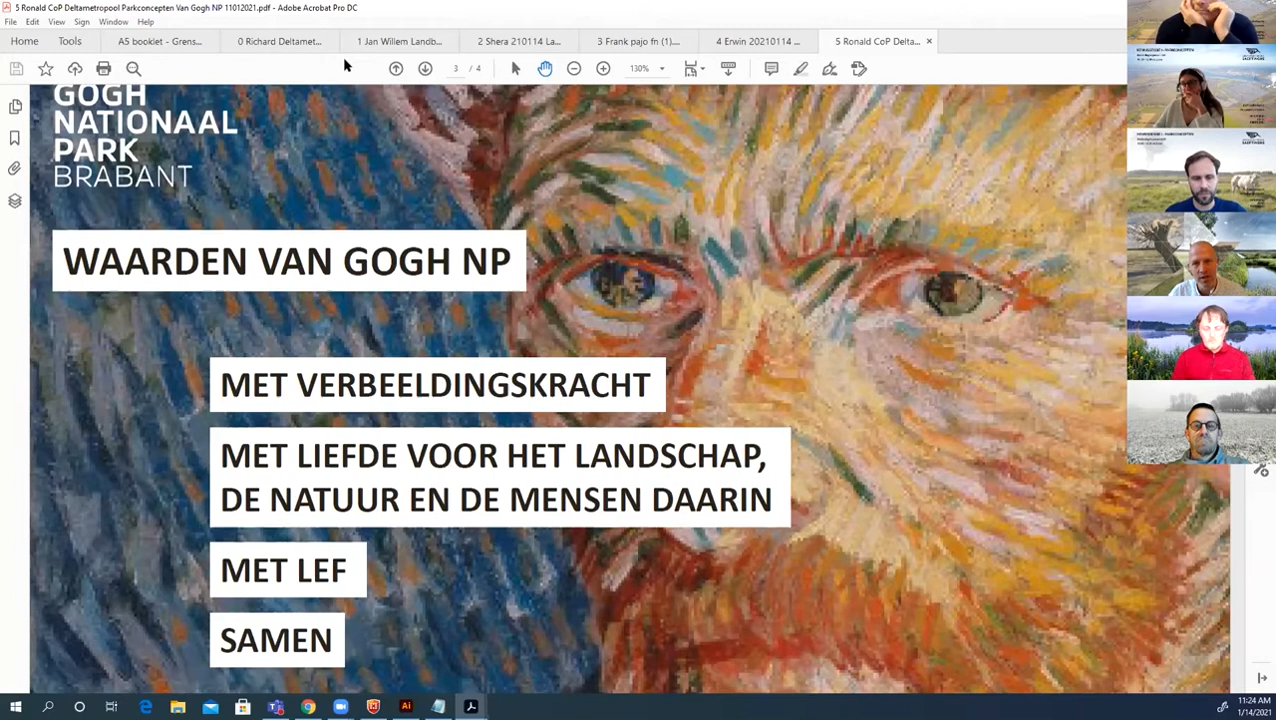 5 Ronald CoP Deltametropool Parkconcepten Van Gogh NP 11012021.pdf - Adobe Acrobat Pro DC
File Edit View Sign Window Help
Home Tools A5 booklet - Grens... 0 Richard Deltamet... 1 Jan Willem Landb... 2 Shera 210114 La... 3 frank pajo fn (1).... 4 Erwin 20210114 ... 5 Ronald CoP Delta... ×
/ 4 130%
GOGH
NATIONAAL
PARK
BRABANT
WAARDEN VAN GOGH NP
MET VERBEELDINGSKRACHT
MET LIEFDE VOOR HET LANDSCHAP,
DE NATUUR EN DE MENSEN DAARIN
MET LEF
SAMEN
Ai
11:24 AM
1/14/2021